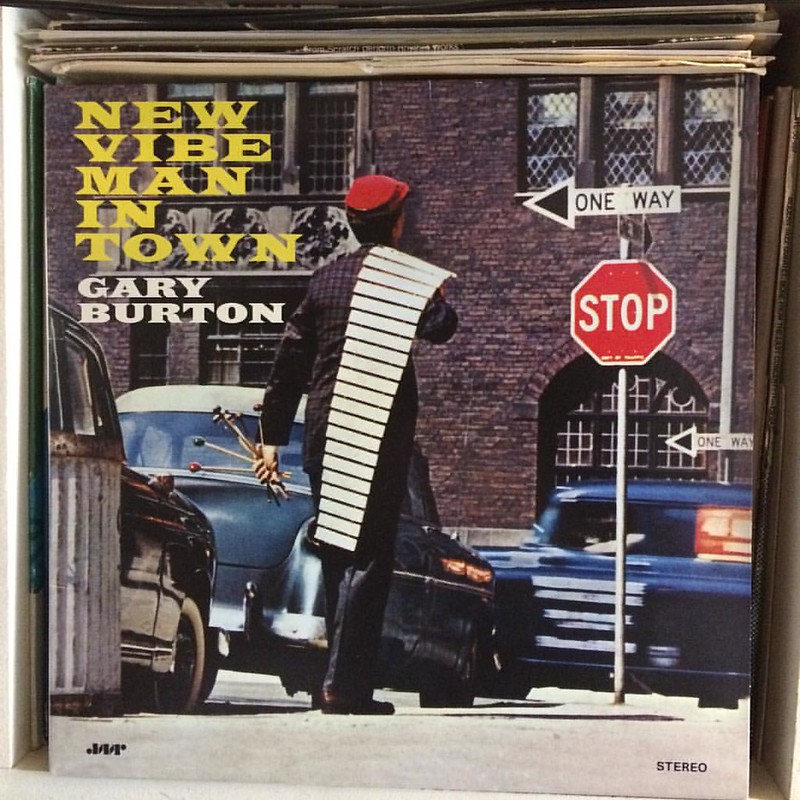 NEW
VIBE
MAN
IN
TOWN
GARY
BURTON
ONE WAY
STOP
ONE WAY
STEREO